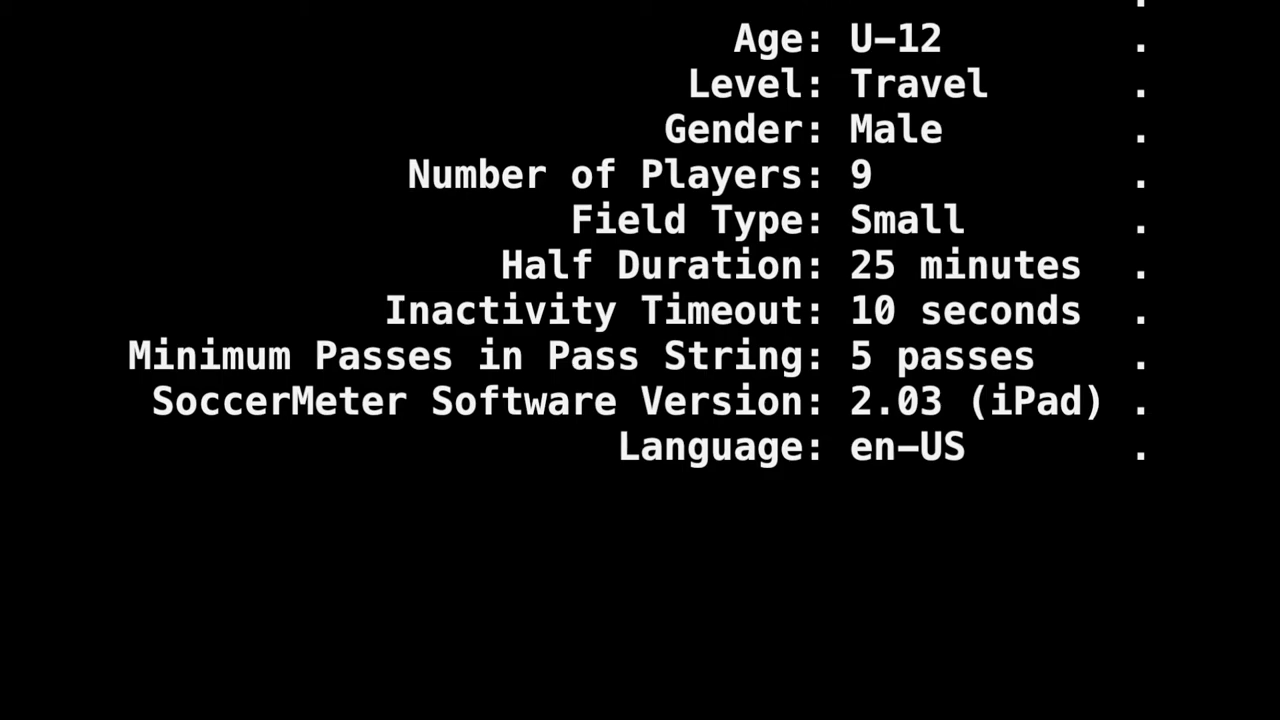 .
Age: U-12 .
Level: Travel .
Gender: Male .
Number of Players: 9 .
Field Type: Small .
Half Duration: 25 minutes .
Inactivity Timeout: 10 seconds .
Minimum Passes in Pass String: 5 passes .
SoccerMeter Software Version: 2.03 (iPad) .
Language: en-US .